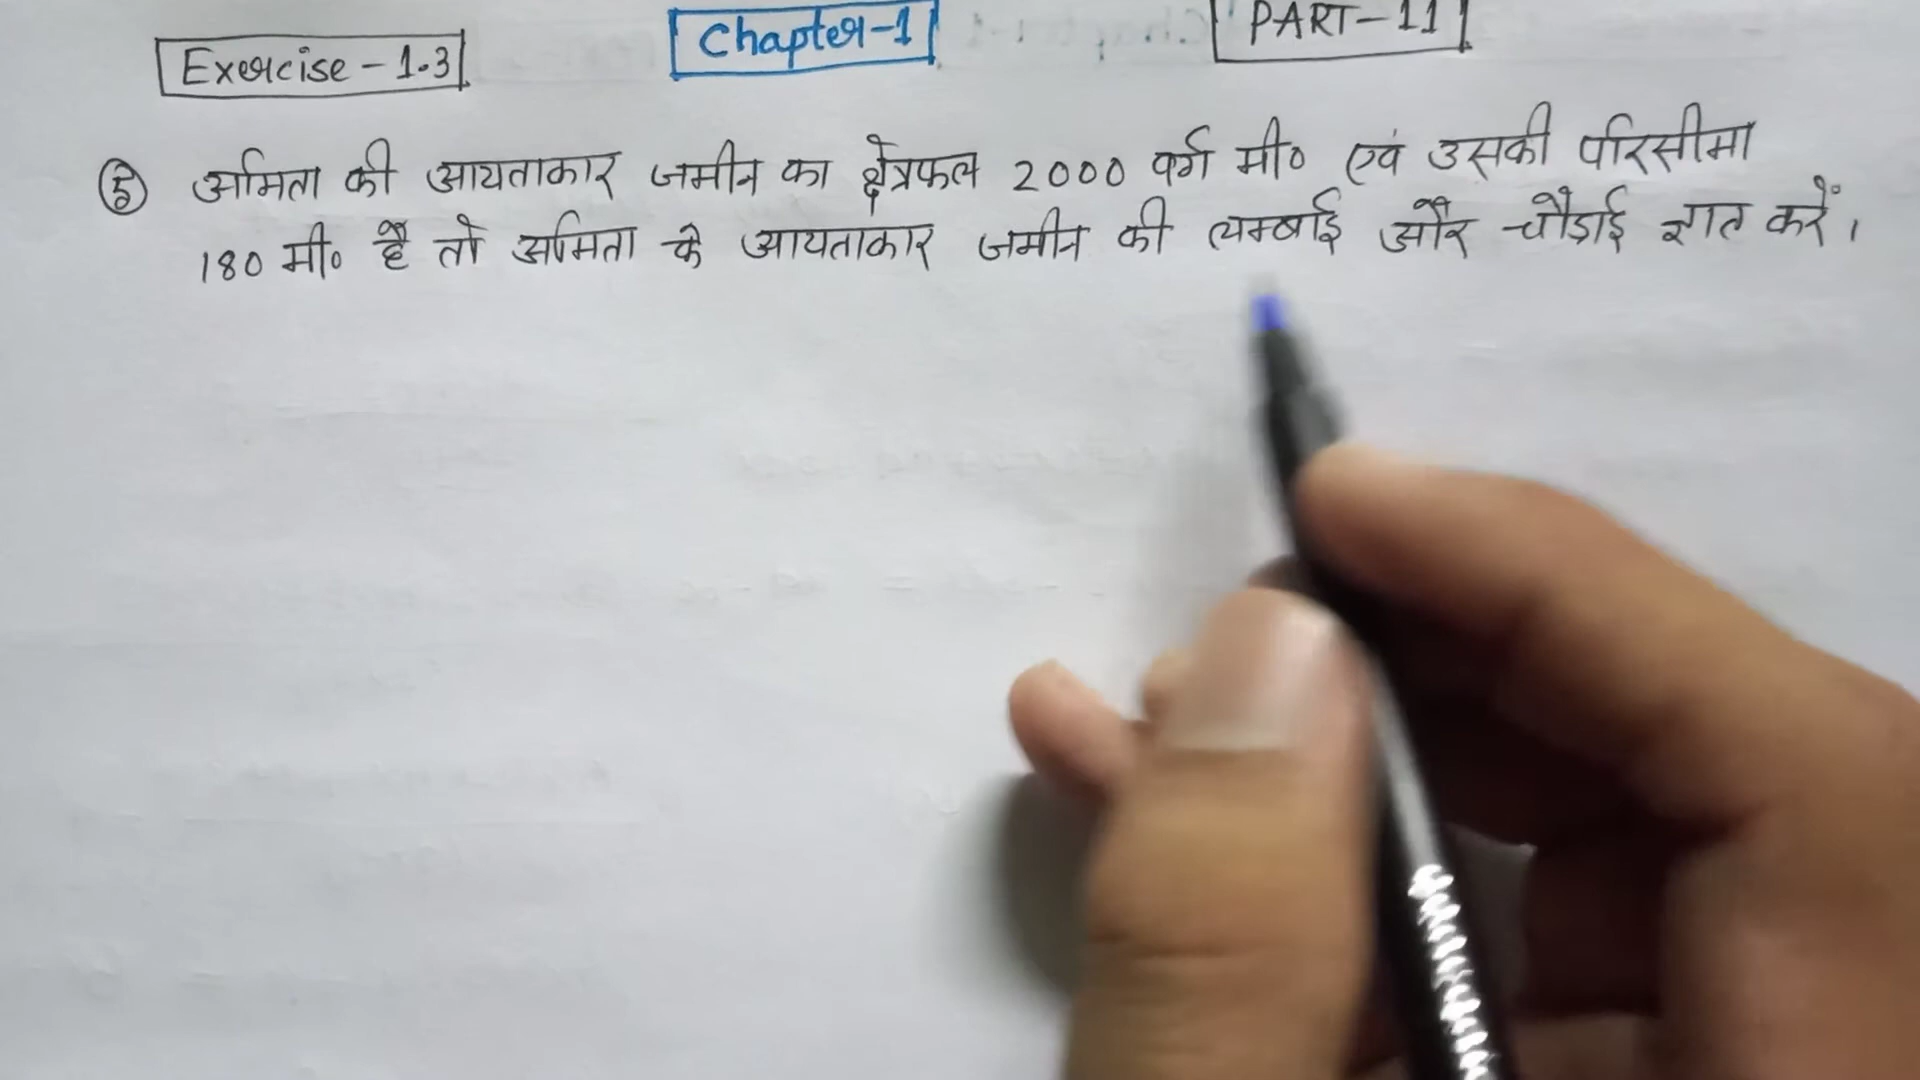 Exercise - 1.3
Chapter-1
PART-11
⑤ अमिता की आयताकार जमीन का क्षेत्रफल 2000 वर्ग मी० एवं उसकी परिसीमा
180 मी० है तो अमिता के आयताकार जमीन की लम्बाई और चौड़ाई ज्ञात करें।